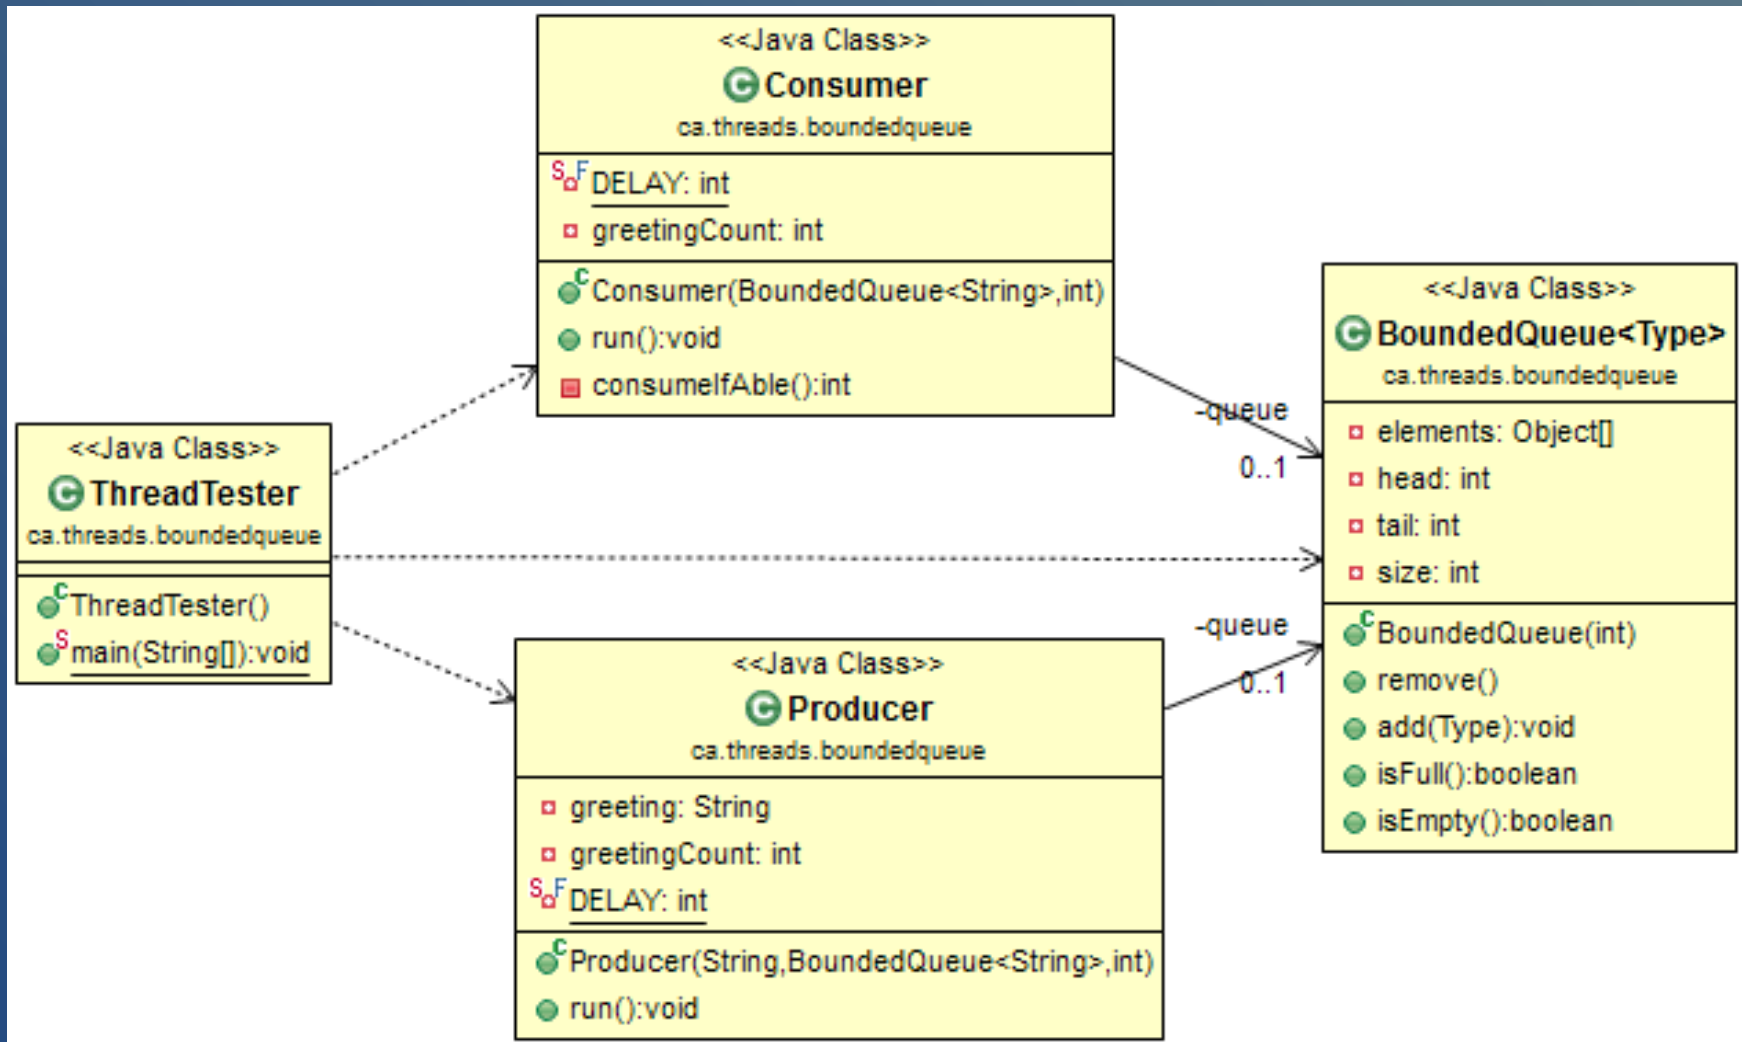 <<Java Class>>
Consumer
ca.threads.boundedqueue
DELAY: int
greetingCount: int
Consumer(BoundedQueue<String>,int)
run():void
consumeIfAble():int
<<Java Class>>
ThreadTester
ca.threads.boundedqueue
ThreadTester()
main(String[]):void
<<Java Class>>
BoundedQueue<Type>
ca.threads.boundedqueue
elements: Object[]
head: int
tail: int
size: int
BoundedQueue(int)
remove()
add(Type):void
isFull():boolean
isEmpty():boolean
-queue
0..1
-queue
0..1
<<Java Class>>
Producer
ca.threads.boundedqueue
greeting: String
greetingCount: int
DELAY: int
Producer(String,BoundedQueue<String>,int)
run():void